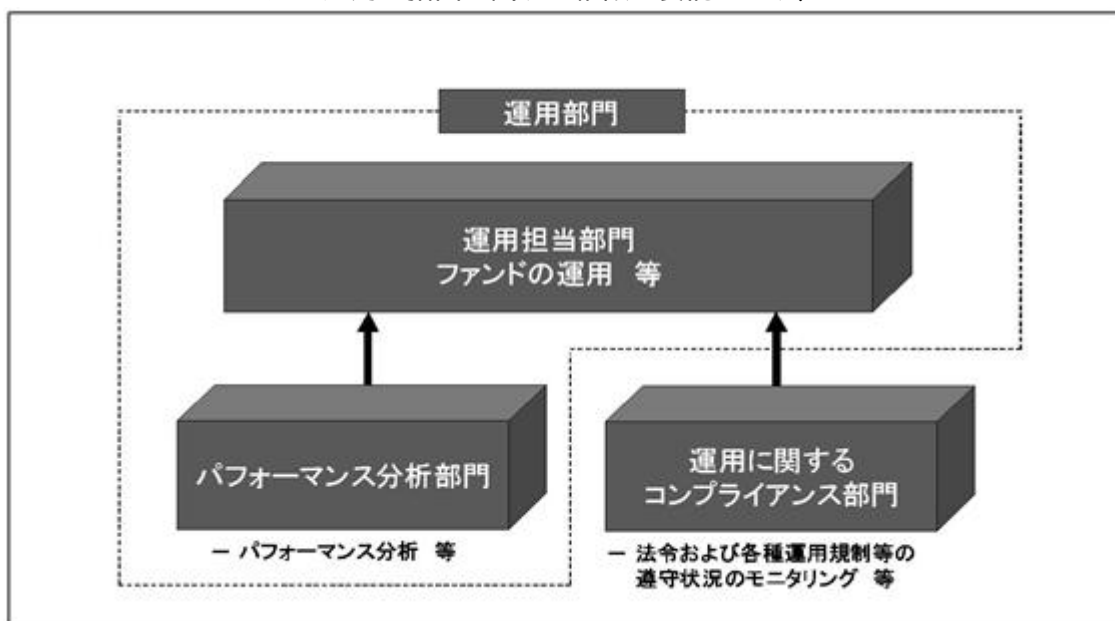 運用部門
運用担当部門
ファンドの運用 等
パフォーマンス分析部門
運用に関する
コンプライアンス部門
- パフォーマンス分析 等
- 法令および各種運用規制等の
遵守状況のモニタリング 等